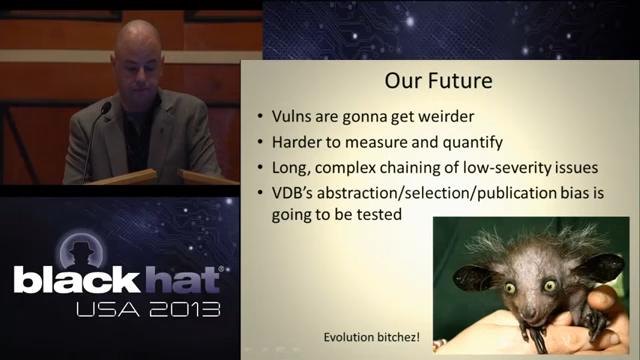 Our Future
• Vulns are gonna get weirder
• Harder to measure and quantify
• Long, complex chaining of low-severity issues
• VDB's abstraction/selection/publication bias is
going to be tested
Evolution bitchez!
black hat®
USA 2013